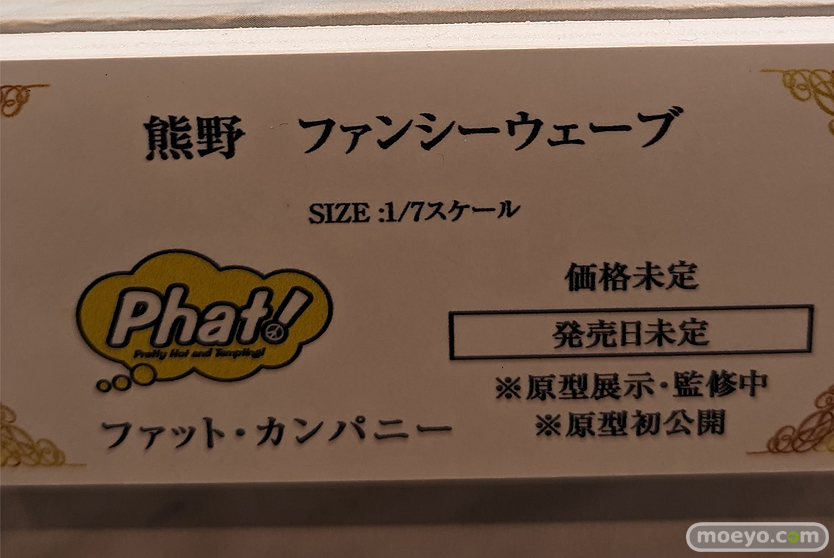 熊野　ファンシーウェーブ
SIZE :1/7スケール
Phat!
Pretty Hot and Tempting!
ファット・カンパニー
価格未定
発売日未定
※原型展示・監修中
※原型初公開
moeyo.com